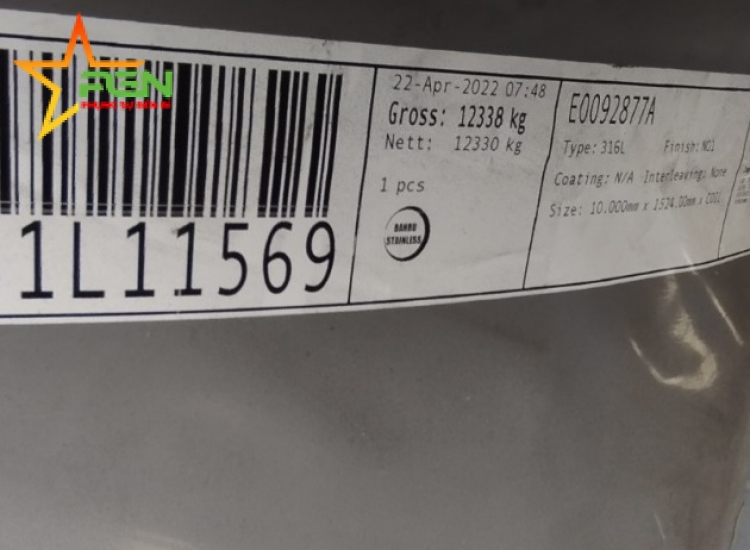 1L11569
22-Apr-2022 07:48
Gross: 12338 kg
Nett: 12330 kg
1 pcs
BAHRU
STAINLESS
E0092877A
Type: 316L Finish: NO1
Coating: N/A Interleaving: None
Size: 10.000mm x 1524.00mm x COIL